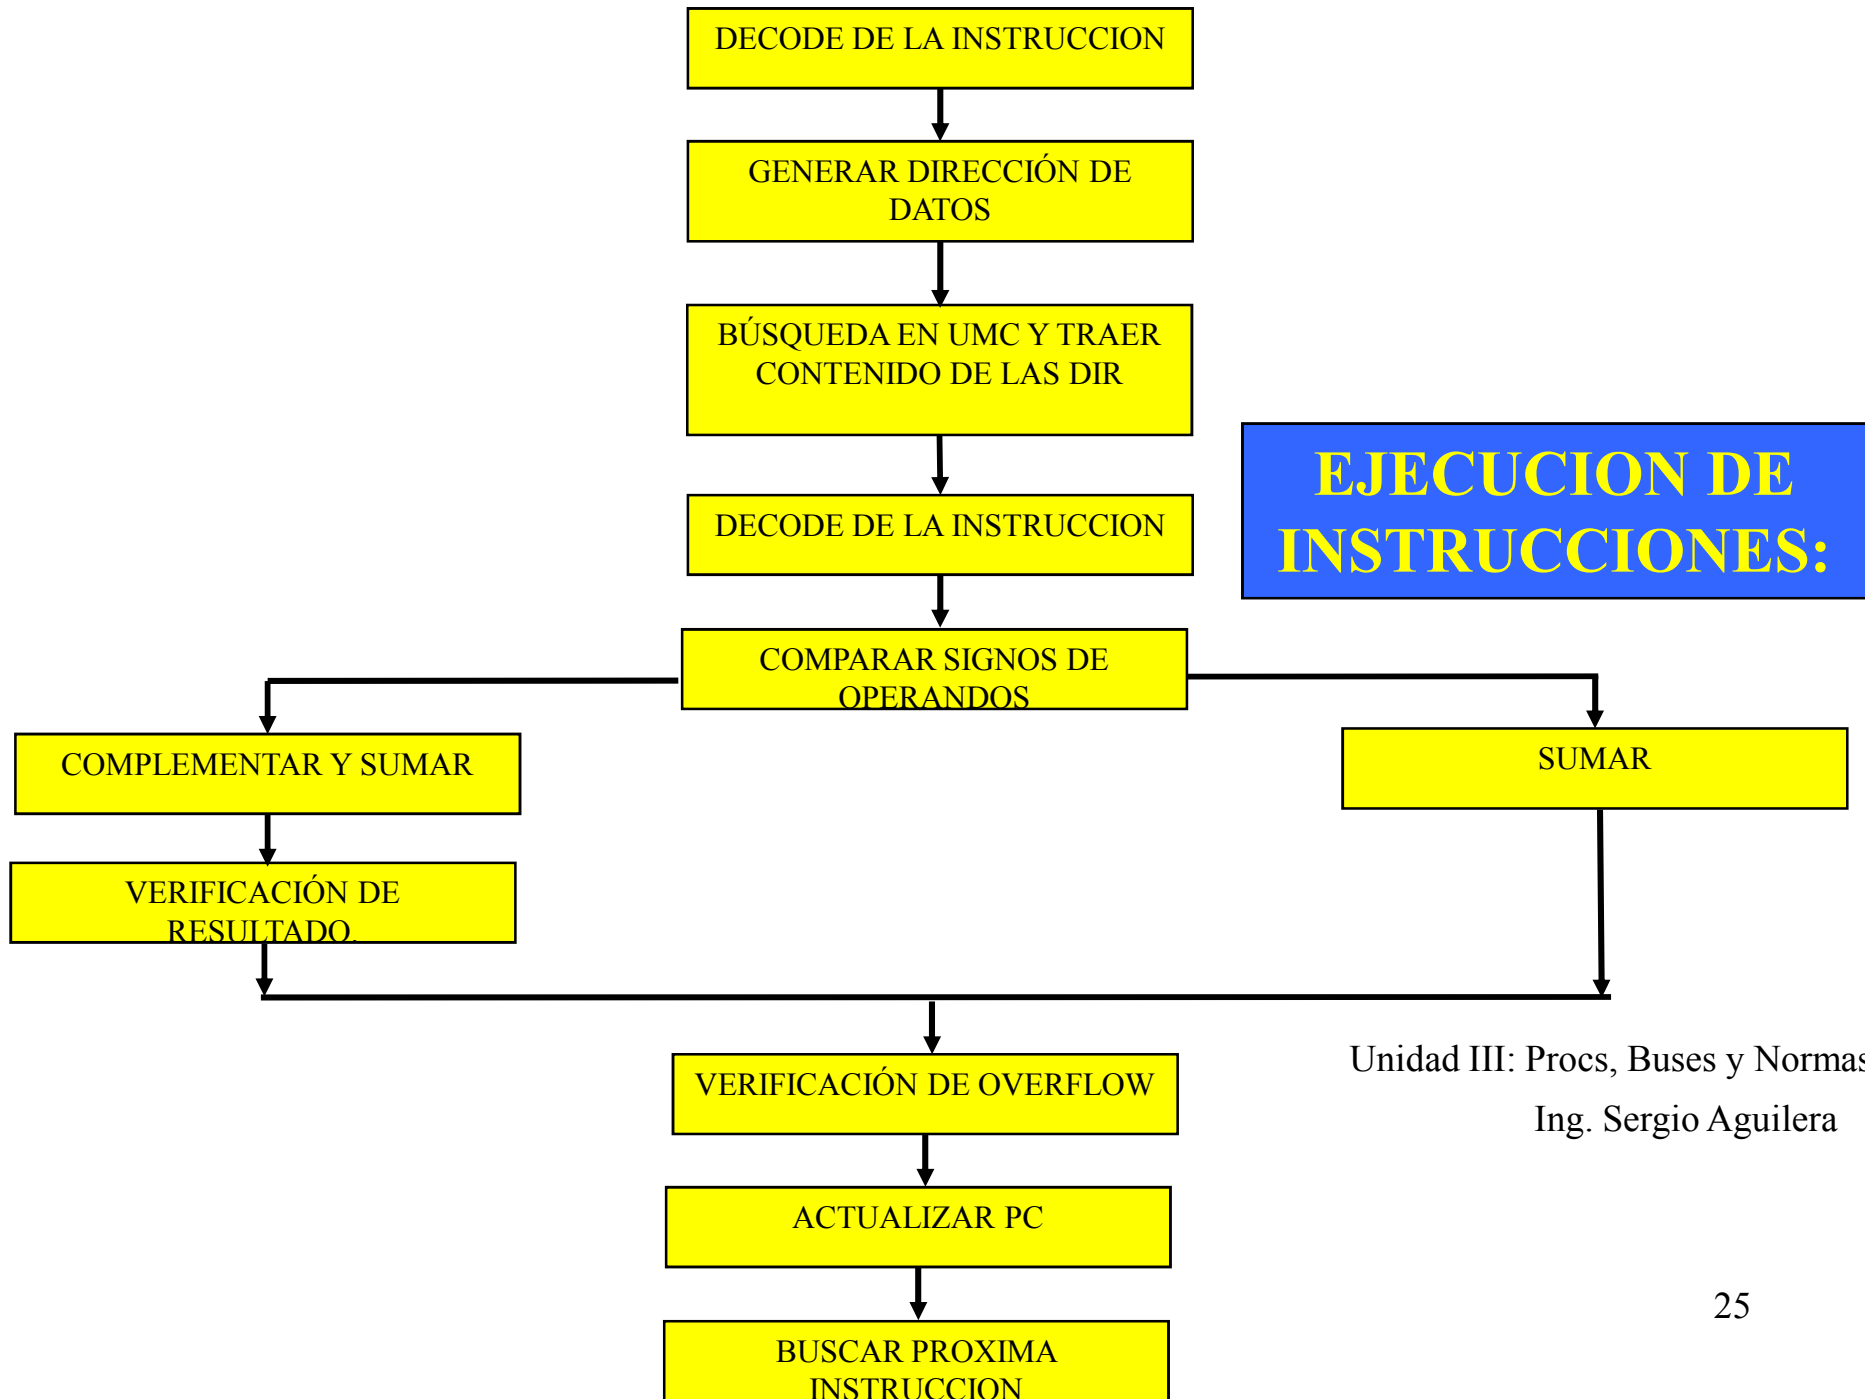 DECODE DE LA INSTRUCCION
GENERAR DIRECCIÓN DE
DATOS
BÚSQUEDA EN UMC Y TRAER
CONTENIDO DE LAS DIR
EJECUCION DE
INSTRUCCIONES:
DECODE DE LA INSTRUCCION
COMPARAR SIGNOS DE
OPERANDOS
COMPLEMENTAR Y SUMAR
SUMAR
VERIFICACIÓN DE
RESULTADO.
VERIFICACIÓN DE OVERFLOW
Unidad III: Procs, Buses y Normas
Ing. Sergio Aguilera
ACTUALIZAR PC
25
BUSCAR PROXIMA
INSTRUCCION